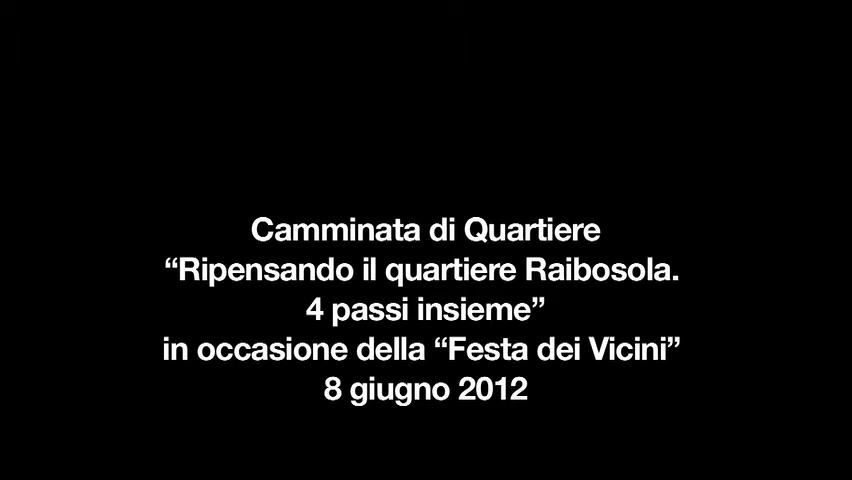 Camminata di Quartiere
“Ripensando il quartiere Raibosola.
4 passi insieme”
in occasione della “Festa dei Vicini”
8 giugno 2012